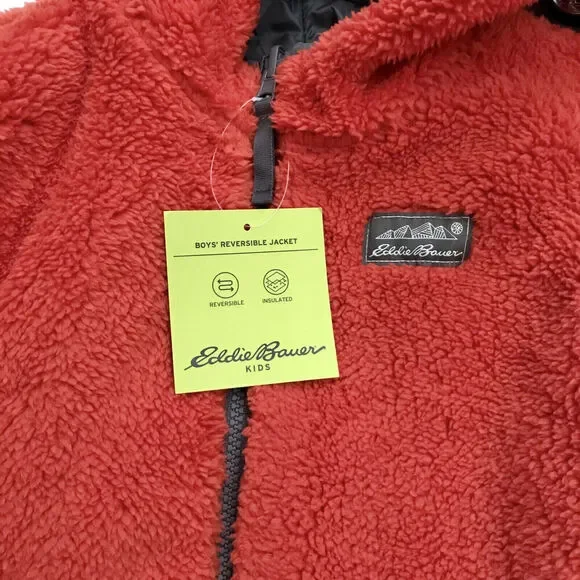 BOYS' REVERSIBLE JACKET
REVERSIBLE INSULATED
Eddie Bauer
KIDS
Eddie Bauer